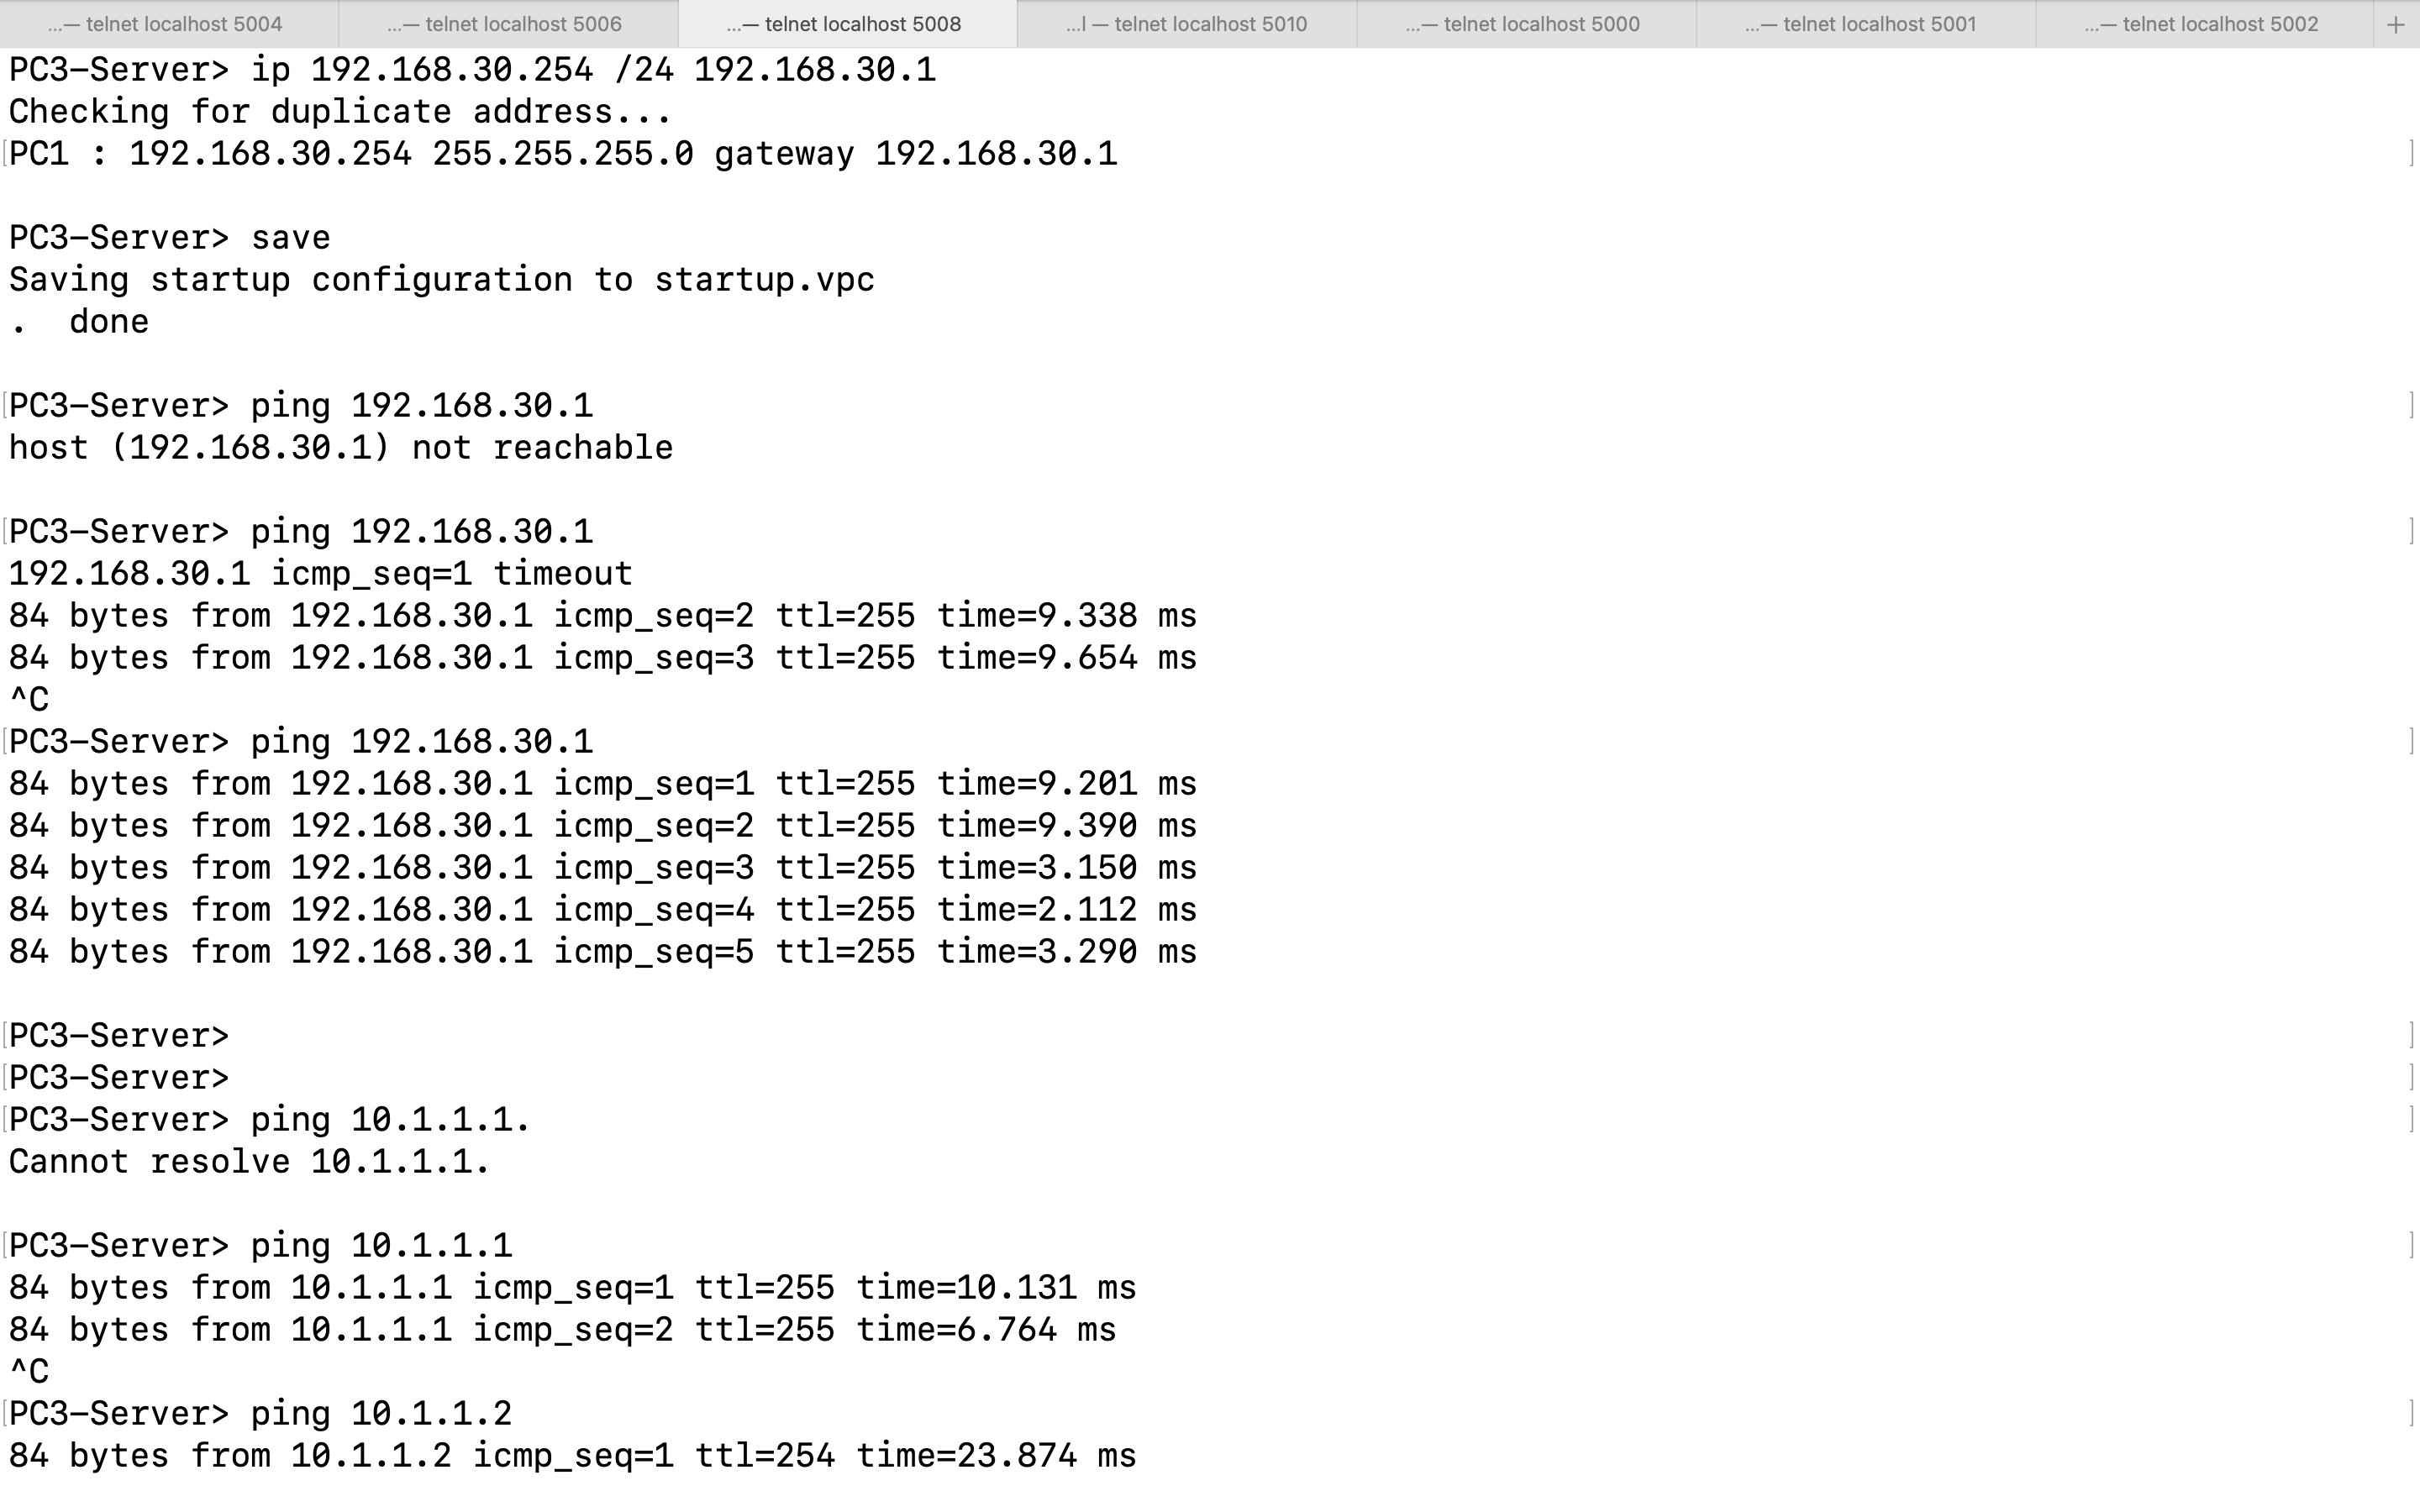 ...— telnet localhost 5004
...— telnet localhost 5006
...— telnet localhost 5008
...l — telnet localhost 5010
...— telnet localhost 5000
...— telnet localhost 5001
...— telnet localhost 5002
+
PC3-Server> ip 192.168.30.254 /24 192.168.30.1
Checking for duplicate address...
[PC1 : 192.168.30.254 255.255.255.0 gateway 192.168.30.1 ]
PC3-Server> save
Saving startup configuration to startup.vpc
.  done
[PC3-Server> ping 192.168.30.1 ]
host (192.168.30.1) not reachable
[PC3-Server> ping 192.168.30.1 ]
192.168.30.1 icmp_seq=1 timeout
84 bytes from 192.168.30.1 icmp_seq=2 ttl=255 time=9.338 ms
84 bytes from 192.168.30.1 icmp_seq=3 ttl=255 time=9.654 ms
^C
[PC3-Server> ping 192.168.30.1 ]
84 bytes from 192.168.30.1 icmp_seq=1 ttl=255 time=9.201 ms
84 bytes from 192.168.30.1 icmp_seq=2 ttl=255 time=9.390 ms
84 bytes from 192.168.30.1 icmp_seq=3 ttl=255 time=3.150 ms
84 bytes from 192.168.30.1 icmp_seq=4 ttl=255 time=2.112 ms
84 bytes from 192.168.30.1 icmp_seq=5 ttl=255 time=3.290 ms
[PC3-Server> ]
[PC3-Server> ]
[PC3-Server> ping 10.1.1.1. ]
Cannot resolve 10.1.1.1.
[PC3-Server> ping 10.1.1.1 ]
84 bytes from 10.1.1.1 icmp_seq=1 ttl=255 time=10.131 ms
84 bytes from 10.1.1.1 icmp_seq=2 ttl=255 time=6.764 ms
^C
[PC3-Server> ping 10.1.1.2 ]
84 bytes from 10.1.1.2 icmp_seq=1 ttl=254 time=23.874 ms